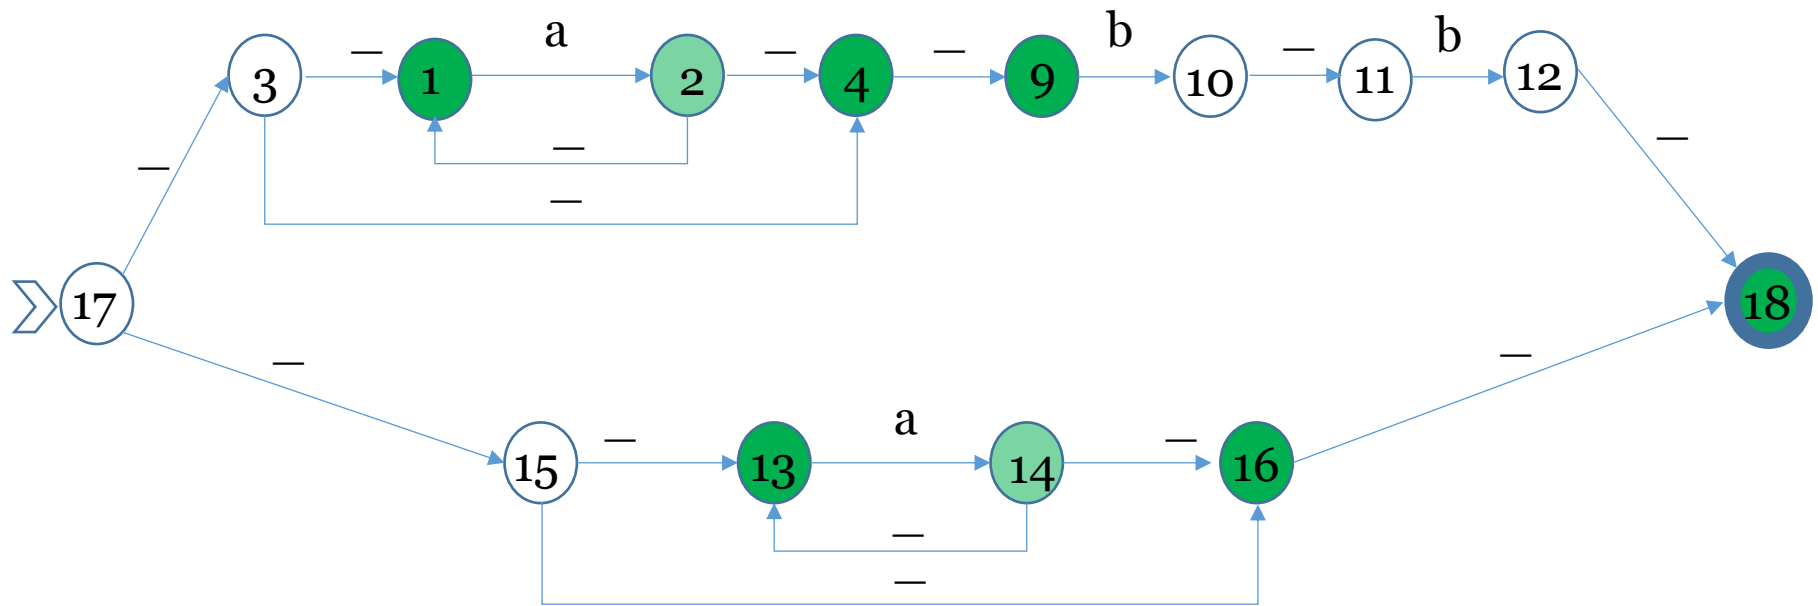 a b b
3 – 1 2 – 4 – 9 10 – 11 12
–
–
– –
17 18
–
–
a
15 – 13 14 – 16
–
–